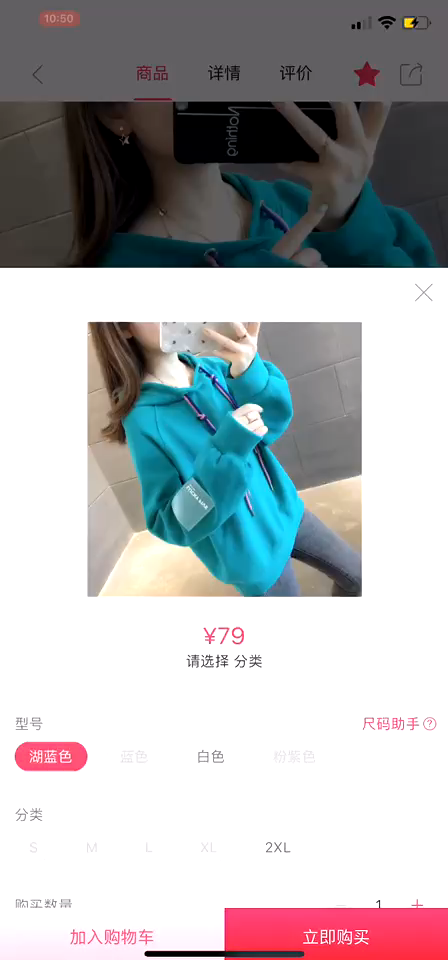 10:50
商品 详情 评价
¥79
请选择 分类
型号 尺码助手?
湖蓝色 蓝色 白色 粉紫色
分类
S M L XL 2XL
购买数量 1 +
加入购物车 立即购买